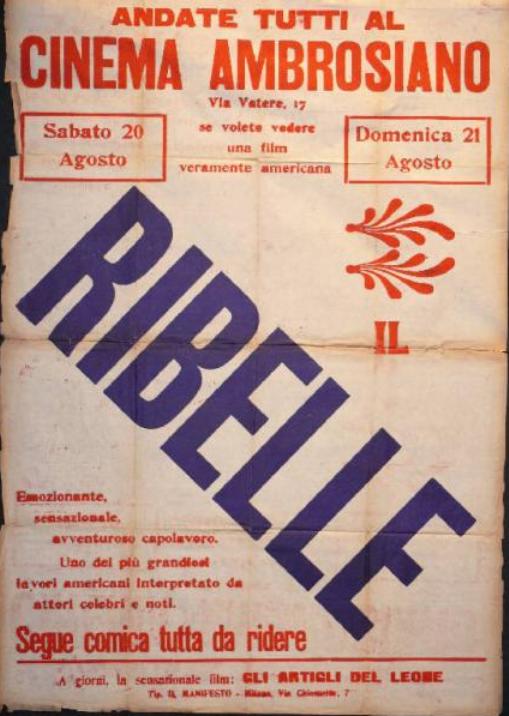 ANDATE TUTTI AL
CINEMA AMBROSIANO
Via Vetere, 17
Sabato 20
Agosto
se volete vedere
una film
veramente americana
Domenica 21
Agosto
IL
RIBELLE
Emozionante,
sensazionale,
avventuroso capolavoro.
Uno dei più grandiosi
lavori americani interpretato da
attori celebri e noti.
Segue comica tutta da ridere
A giorni, la sensazionale film: GLI ARTIGLI DEL LEONE
Tip. IL MANIFESTO - Milano, Via 7